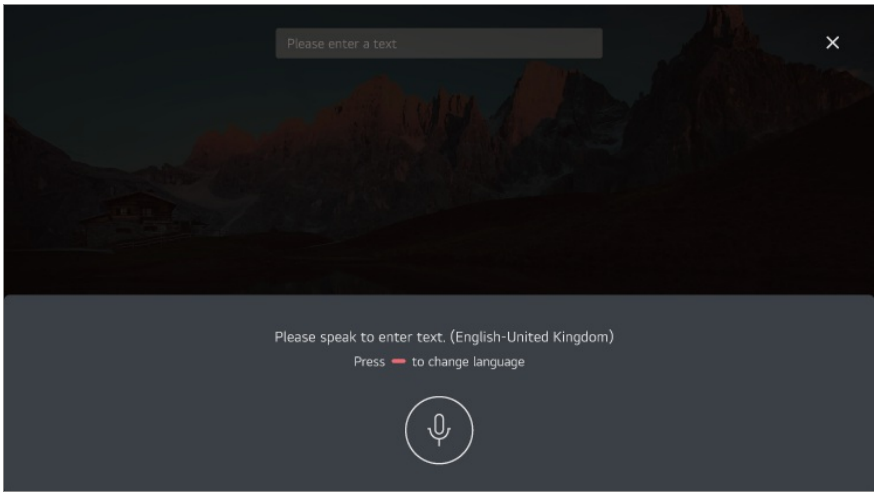 Please enter a text
Please speak to enter text. (English-United Kingdom)
Press to change language